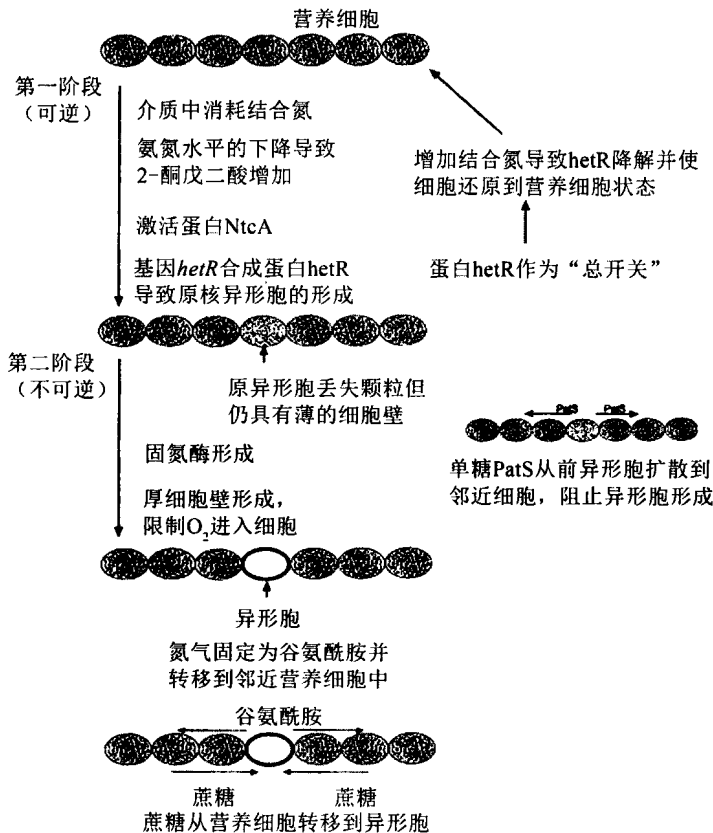 营养细胞
第一阶段
（可逆）
介质中消耗结合氮
氨氮水平的下降导致
2-酮戊二酸增加
激活蛋白NtcA
基因hetR合成蛋白hetR
导致原核异形胞的形成
增加结合氮导致hetR降解并使
细胞还原到营养细胞状态
蛋白hetR作为“总开关”
第二阶段
（不可逆）
原异形胞丢失颗粒但
仍具有薄的细胞壁
固氮酶形成
厚细胞壁形成，
限制O₂进入细胞
PatS PatS
单糖PatS从前异形胞扩散到
邻近细胞，阻止异形胞形成
异形胞
氮气固定为谷氨酰胺并
转移到邻近营养细胞中
谷氨酰胺
蔗糖 蔗糖
蔗糖从营养细胞转移到异形胞